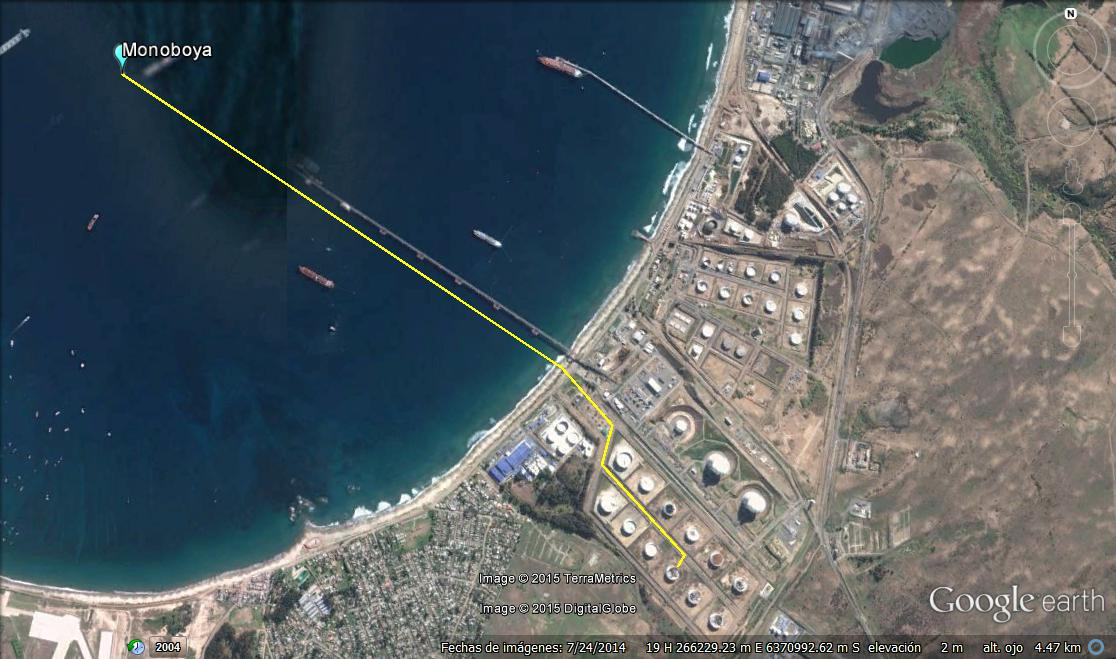 N
Monoboya
Image © 2015 TerraMetrics
Image © 2015 DigitalGlobe
Google earth
2004
Fechas de imágenes: 7/24/2014 19 H 266229.23 m E 6370992.62 m S elevación 2 m alt. ojo 4.47 km